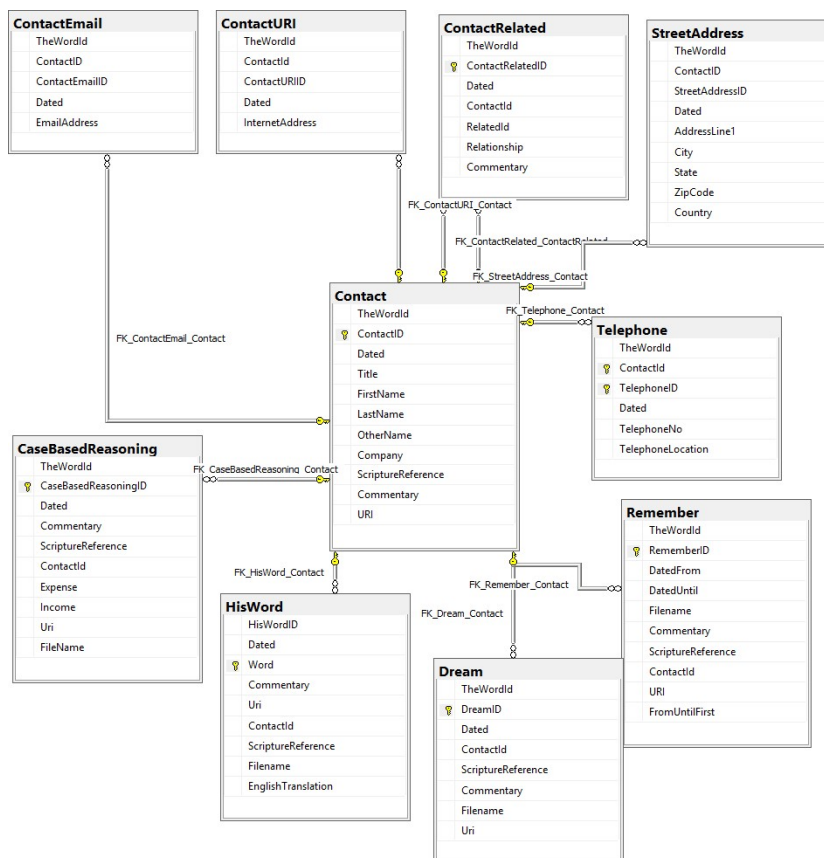 ContactEmail
TheWordId
ContactID
ContactEmailID
Dated
EmailAddress
ContactURI
TheWordId
ContactId
ContactURIID
Dated
InternetAddress
ContactRelated
TheWordId
ContactRelatedID
Dated
ContactId
RelatedId
Relationship
Commentary
StreetAddress
TheWordId
ContactID
StreetAddressID
Dated
AddressLine1
City
State
ZipCode
Country
FK_ContactURI_Contact
FK_ContactRelated_ContactRelated
FK_StreetAddress_Contact
FK_Telephone_Contact
FK_ContactEmail_Contact
Contact
TheWordId
ContactID
Dated
Title
FirstName
LastName
OtherName
Company
ScriptureReference
Commentary
URI
Telephone
TheWordId
ContactId
TelephoneID
Dated
TelephoneNo
TelephoneLocation
CaseBasedReasoning
TheWordId
CaseBasedReasoningID
Dated
Commentary
ScriptureReference
ContactId
Expense
Income
Uri
FileName
FK_CaseBasedReasoning_Contact
FK_HisWord_Contact
FK_Remember_Contact
FK_Dream_Contact
HisWord
HisWordID
Dated
Word
Commentary
Uri
ContactId
ScriptureReference
Filename
EnglishTranslation
Remember
TheWordId
RememberID
DatedFrom
DatedUntil
Filename
Commentary
ScriptureReference
ContactId
URI
FromUntilFirst
Dream
TheWordId
DreamID
Dated
ContactId
ScriptureReference
Commentary
Filename
Uri